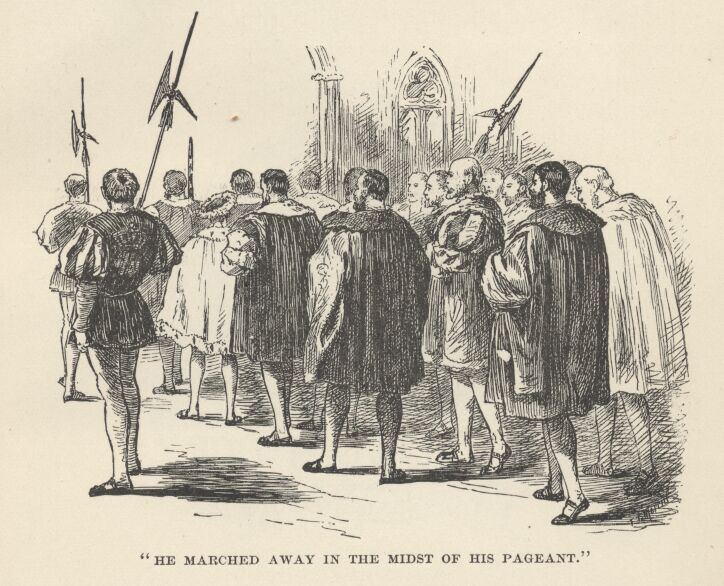 "HE MARCHED AWAY IN THE MIDST OF HIS PAGEANT."